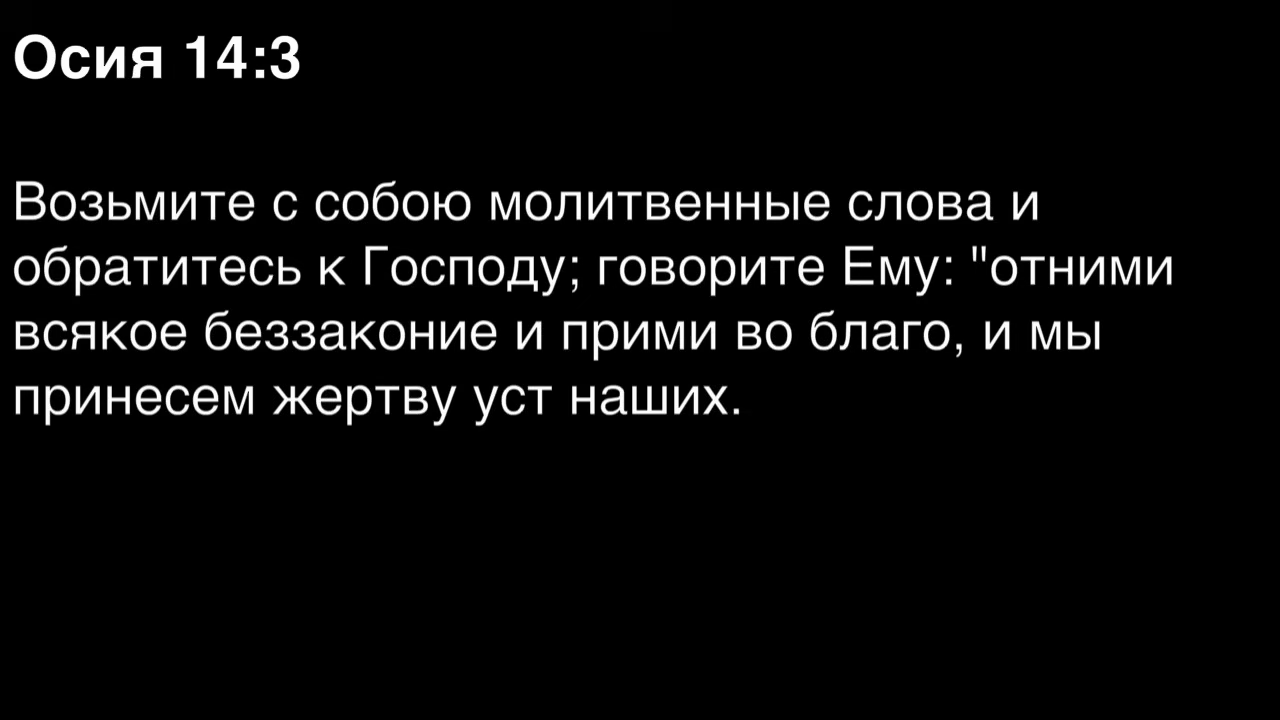 Осия 14:3
Возьмите с собою молитвенные слова и
обратитесь к Господу; говорите Ему: "отними
всякое беззаконие и прими во благо, и мы
принесем жертву уст наших.